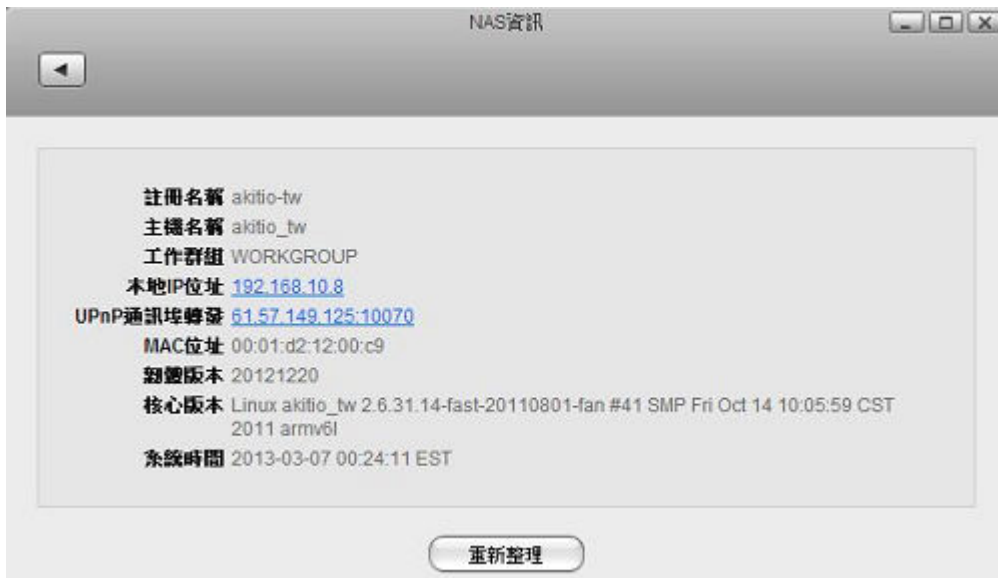 NAS資訊
註冊名稱 akitio-tw
主機名稱 akitio_tw
工作群組 WORKGROUP
本地IP位址 192.168.10.8
UPnP通訊埠轉發 61.57.149.125:10070
MAC位址 00:01:d2:12:00:c9
韌體版本 20121220
核心版本 Linux akitio_tw 2.6.31.14-fast-20110801-fan #41 SMP Fri Oct 14 10:05:59 CST
2011 armv6l
系統時間 2013-03-07 00:24:11 EST
重新整理